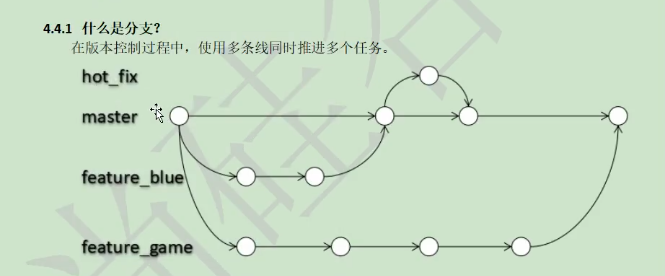 4.4.1 什么是分支？
在版本控制过程中，使用多条线同时推进多个任务。
hot_fix
master
feature_blue
feature_game